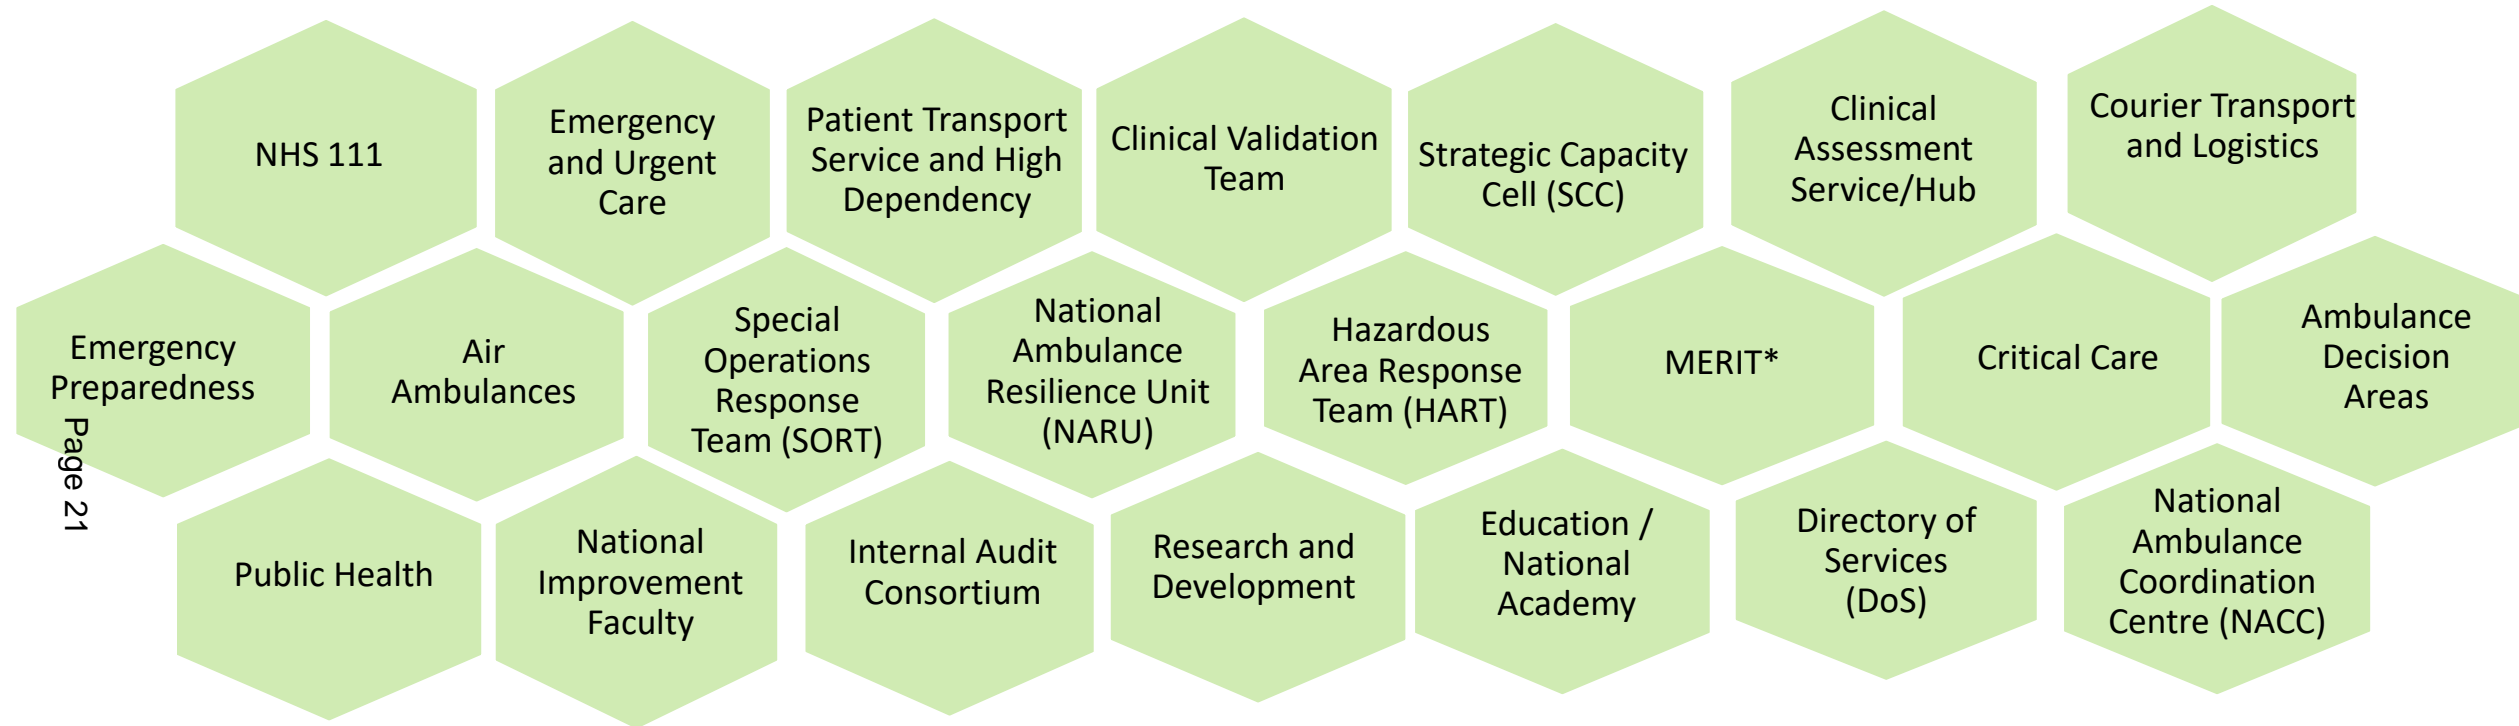 NHS 111
Emergency
and Urgent
Care
Patient Transport
Service and High
Dependency
Clinical Validation
Team
Strategic Capacity
Cell (SCC)
Clinical
Assessment
Service/Hub
Courier Transport
and Logistics
Emergency
Preparedness
Air
Ambulances
Special
Operations
Response
Team (SORT)
National
Ambulance
Resilience Unit
(NARU)
Hazardous
Area Response
Team (HART)
MERIT*
Critical Care
Ambulance
Decision
Areas
Public Health
National
Improvement
Faculty
Internal Audit
Consortium
Research and
Development
Education /
National
Academy
Directory of
Services
(DoS)
National
Ambulance
Coordination
Centre (NACC)
Page 21